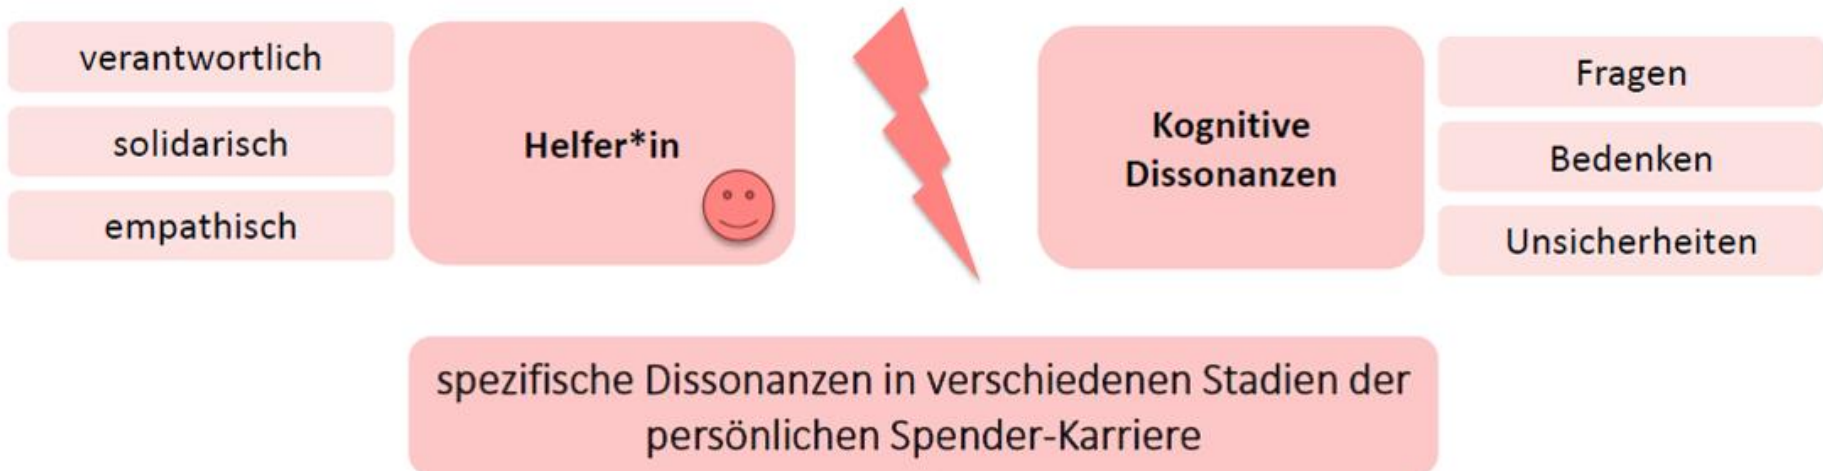 verantwortlich
solidarisch
empathisch
Helfer*in
Kognitive
Dissonanzen
Fragen
Bedenken
Unsicherheiten
spezifische Dissonanzen in verschiedenen Stadien der
persönlichen Spender-Karriere